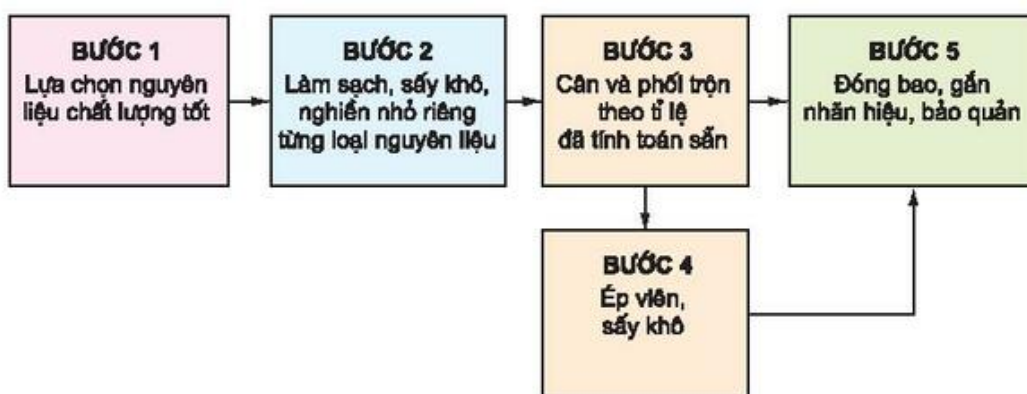 BƯỚC 1
Lựa chọn nguyên
liệu chất lượng tốt
BƯỚC 2
Làm sạch, sấy khô,
nghiền nhỏ riêng
từng loại nguyên liệu
BƯỚC 3
Cân và phối trộn
theo tỉ lệ
đã tính toán sẵn
BƯỚC 4
Ép viên,
sấy khô
BƯỚC 5
Đóng bao, gắn
nhãn hiệu, bảo quản